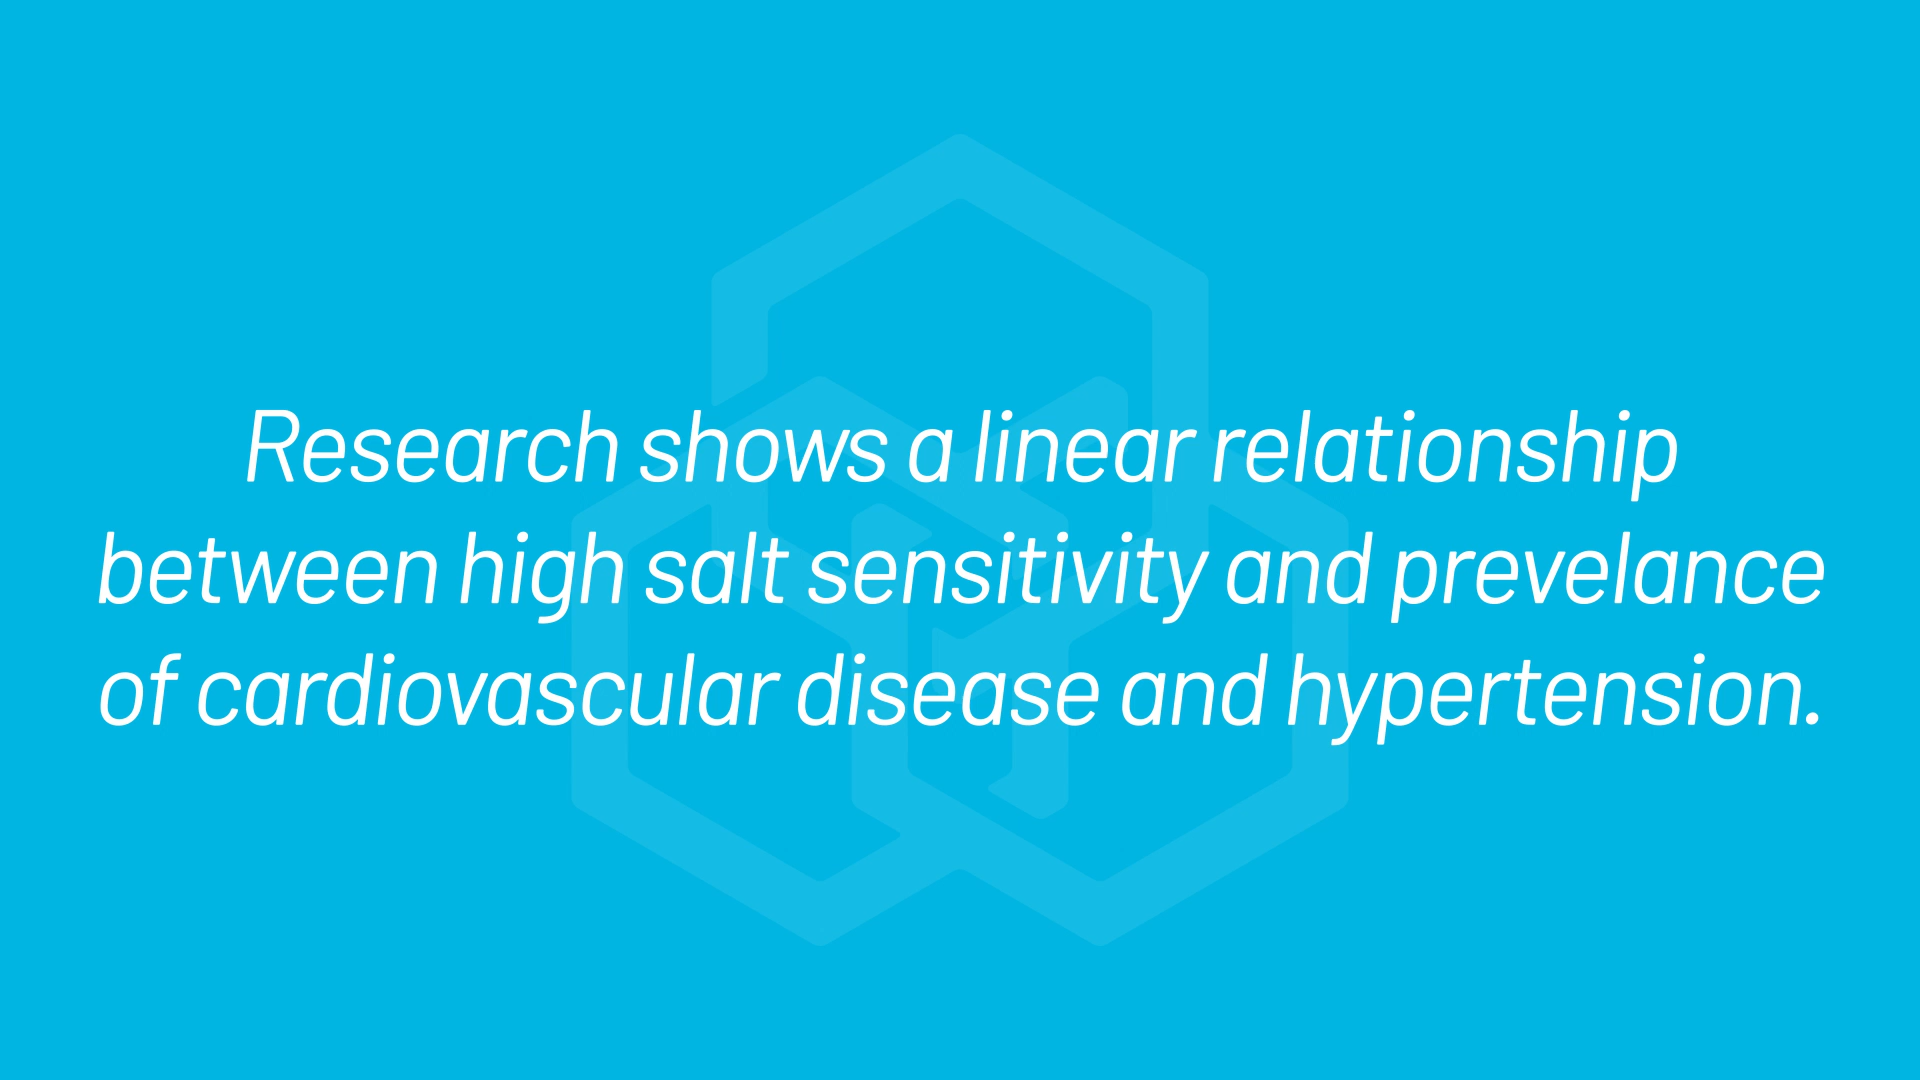 Research shows a linear relationship
between high salt sensitivity and prevelance
of cardiovascular disease and hypertension.